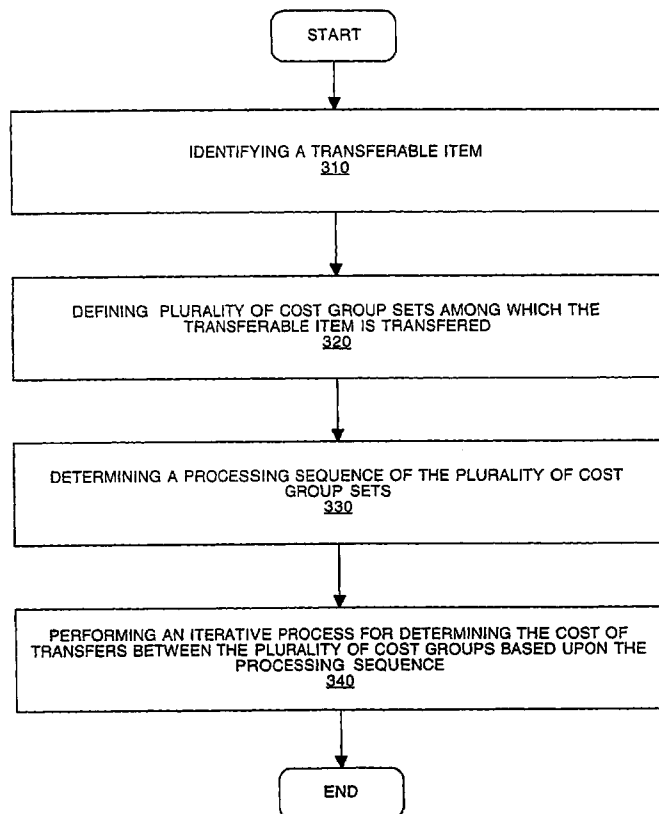 START
IDENTIFYING A TRANSFERABLE ITEM
310
DEFINING PLURALITY OF COST GROUP SETS AMONG WHICH THE
TRANSFERABLE ITEM IS TRANSFERED
320
DETERMINING A PROCESSING SEQUENCE OF THE PLURALITY OF COST
GROUP SETS
330
PERFORMING AN ITERATIVE PROCESS FOR DETERMINING THE COST OF
TRANSFERS BETWEEN THE PLURALITY OF COST GROUPS BASED UPON THE
PROCESSING SEQUENCE
340
END